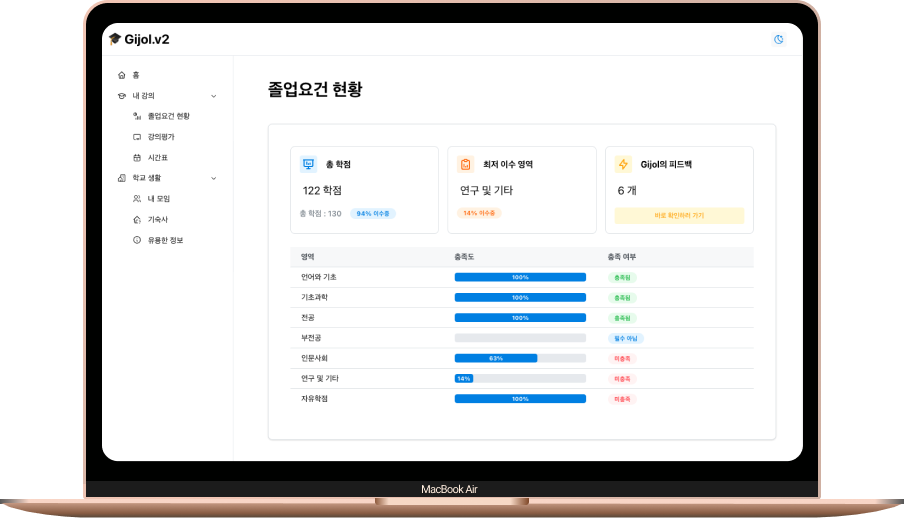 Gijol.v2
홈
내 강의
졸업요건 현황
강의평가
시간표
학교 생활
내 모임
기숙사
유용한 정보
졸업요건 현황
총 학점
122 학점
총 학점 : 130 94% 이수중
최저 이수 영역
연구 및 기타
14% 이수중
Gijol의 피드백
6 개
바로 확인하러 가기
영역 충족도 충족 여부
언어와 기초 100% 충족됨
기초과학 100% 충족됨
전공 100% 충족됨
부전공 필수 아님
인문사회 63% 미충족
연구 및 기타 14% 미충족
자유학점 100% 미충족
MacBook Air